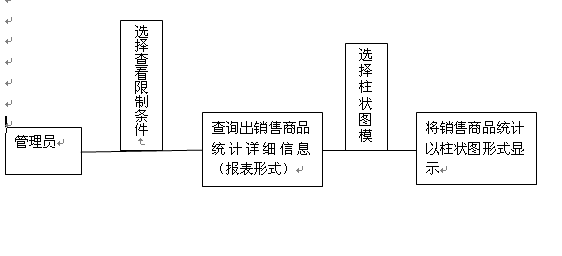 选择查看限制条件
选择柱状图模
管理员
查询出销售商品
统计详细信息
（报表形式）
将销售商品统计
以柱状图形式显
示